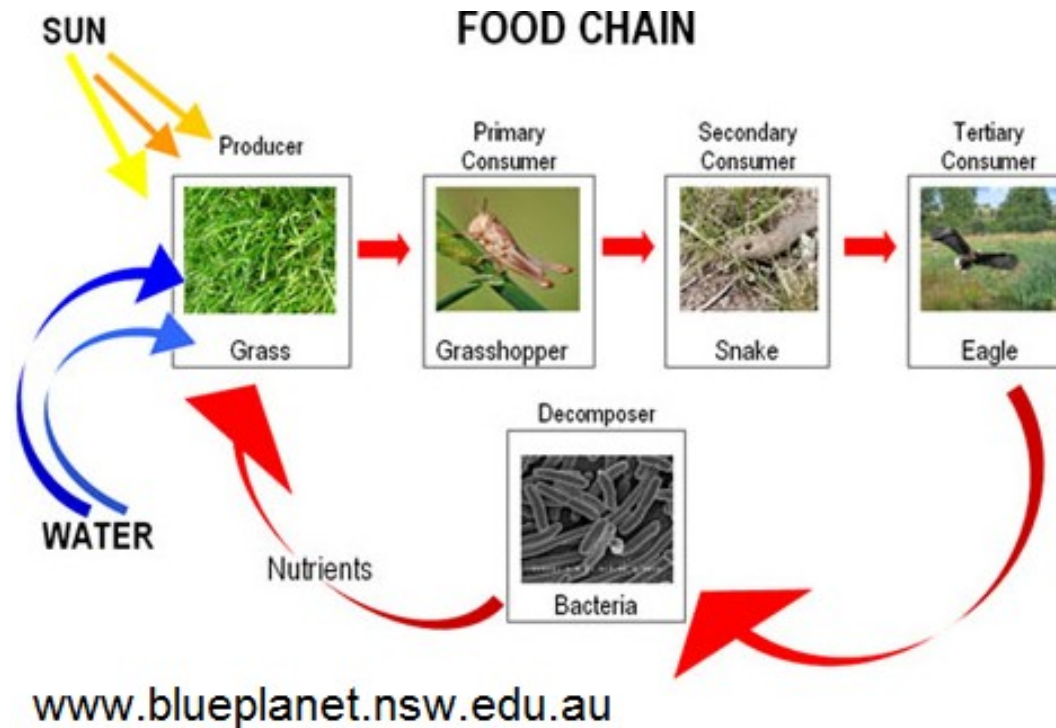 SUN
FOOD CHAIN
Producer
Primary
Consumer
Secondary
Consumer
Tertiary
Consumer
Grass
Grasshopper
Snake
Eagle
Decomposer
WATER
Nutrients
Bacteria
www.blueplanet.nsw.edu.au